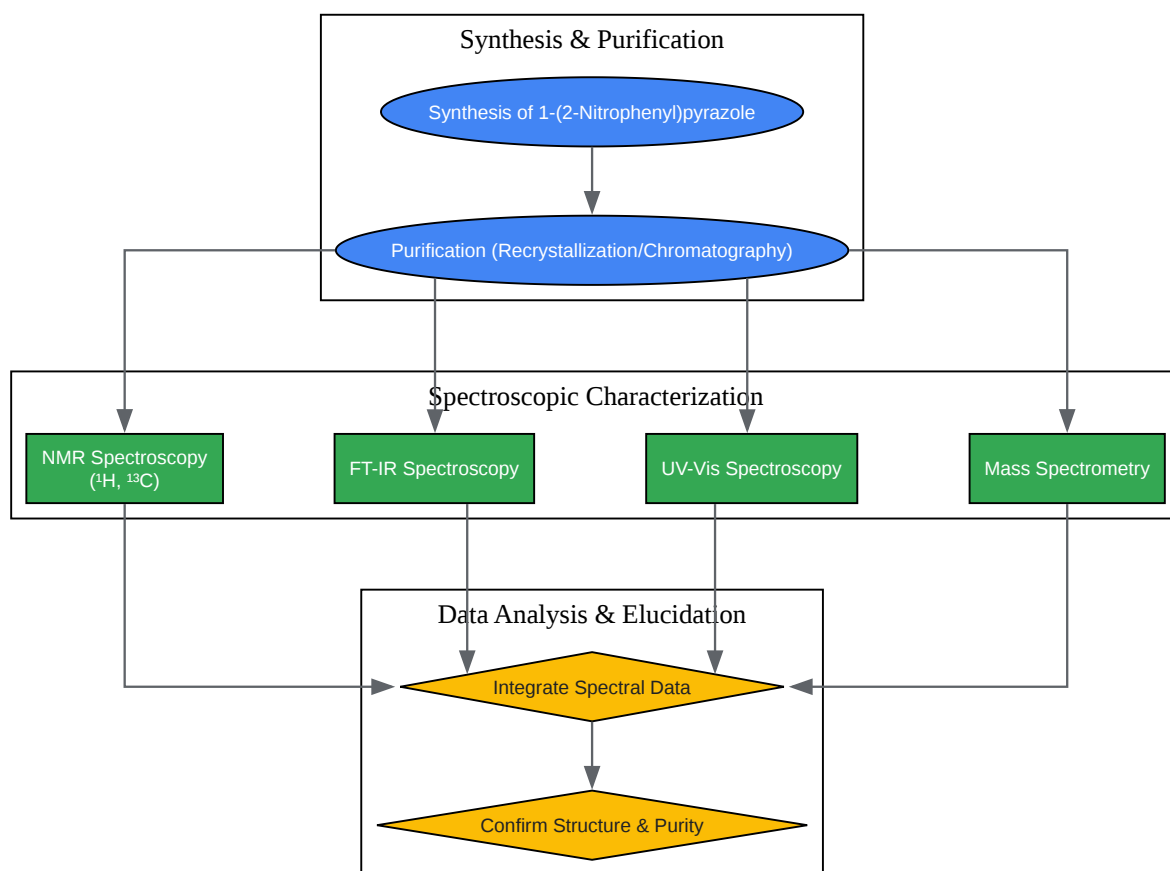 Synthesis & Purification
Synthesis of 1-(2-Nitrophenyl)pyrazole
Purification (Recrystallization/Chromatography)
Spectroscopic Characterization
NMR Spectroscopy
(¹H, ¹³C)
FT-IR Spectroscopy
UV-Vis Spectroscopy
Mass Spectrometry
Data Analysis & Elucidation
Integrate Spectral Data
Confirm Structure & Purity